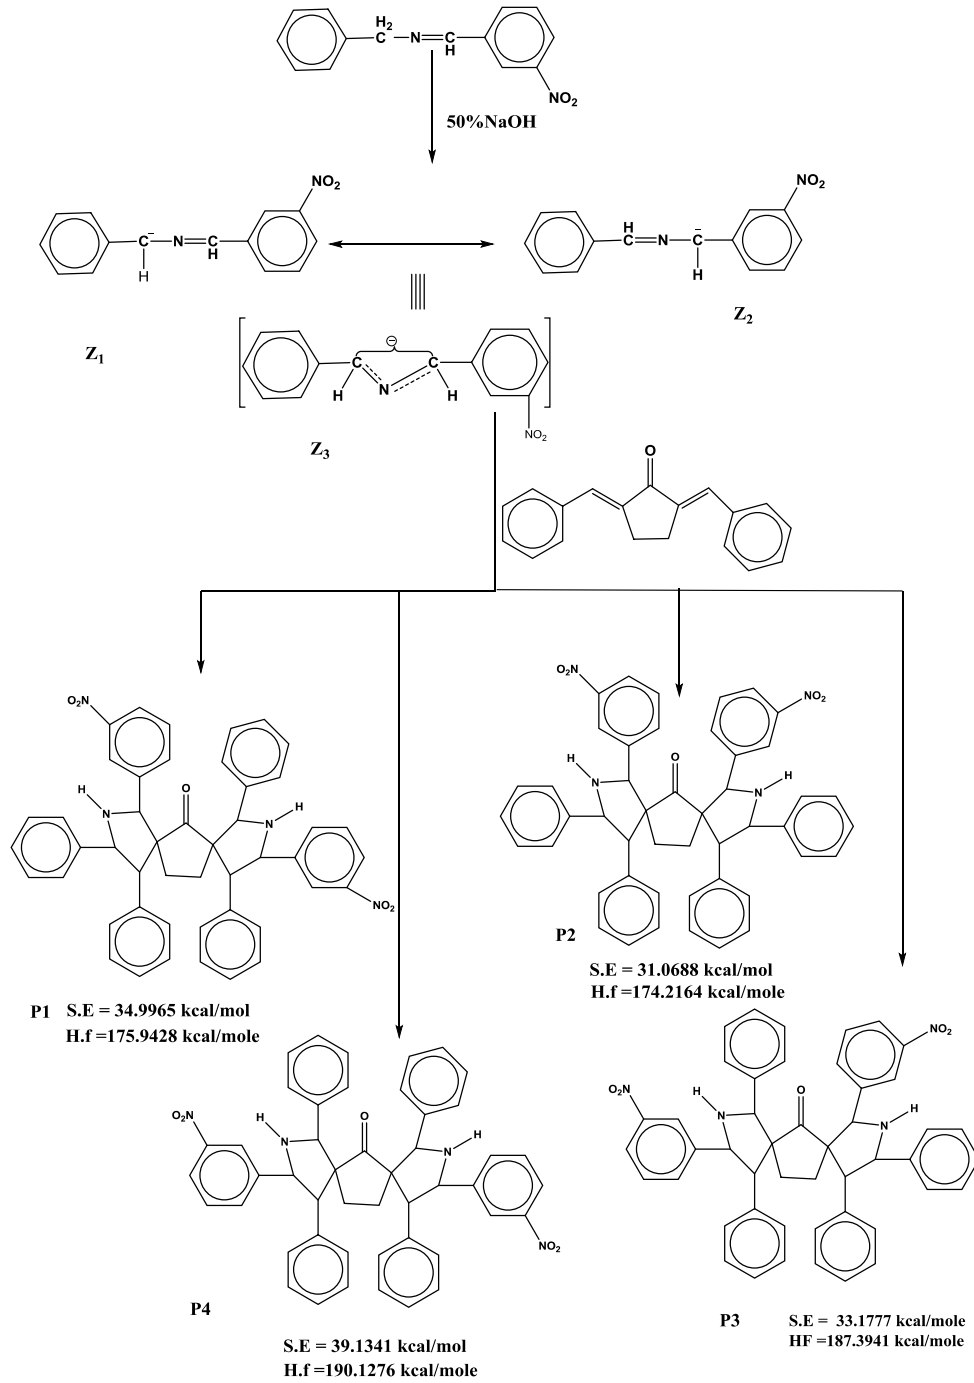 H2
C
N
C
H
NO2
50%NaOH
NO2
C
H
N
C
H
NO2
H
C
N
C
H
Z1
Z2
C
C
H
N
H
NO2
Z3
O
O2N
H
N
O
H
N
NO2
P1 S.E = 34.9965 kcal/mol
H.f =175.9428 kcal/mole
O2N
NO2
H
N
O
H
N
P2
S.E = 31.0688 kcal/mol
H.f =174.2164 kcal/mole
O2N
H
N
O
H
N
NO2
P4
S.E = 39.1341 kcal/mol
H.f =190.1276 kcal/mole
NO2
O2N
H
N
O
H
N
P3
S.E = 33.1777 kcal/mole
HF =187.3941 kcal/mole